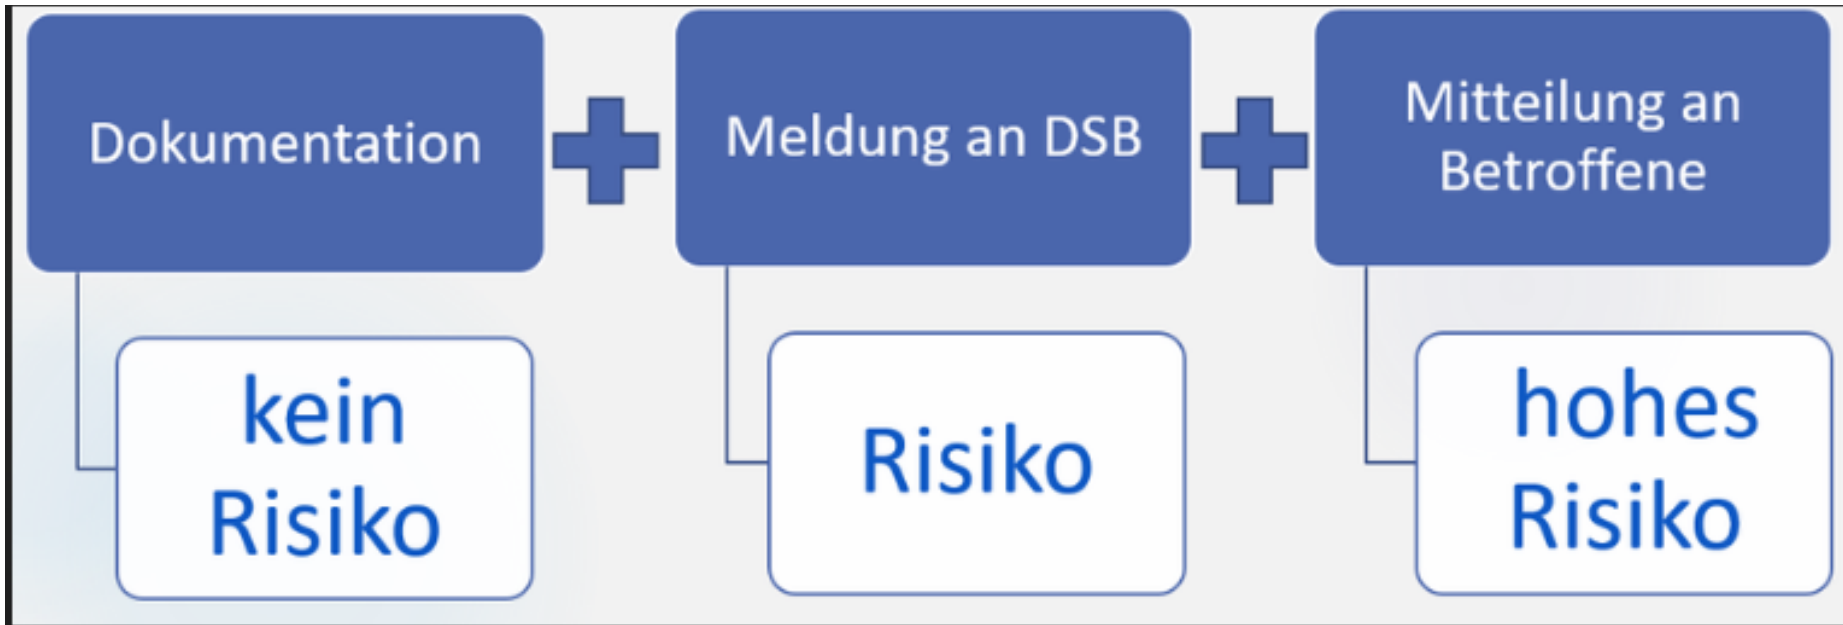 Dokumentation
Meldung an DSB
Mitteilung an
Betroffene
kein
Risiko
Risiko
hohes
Risiko